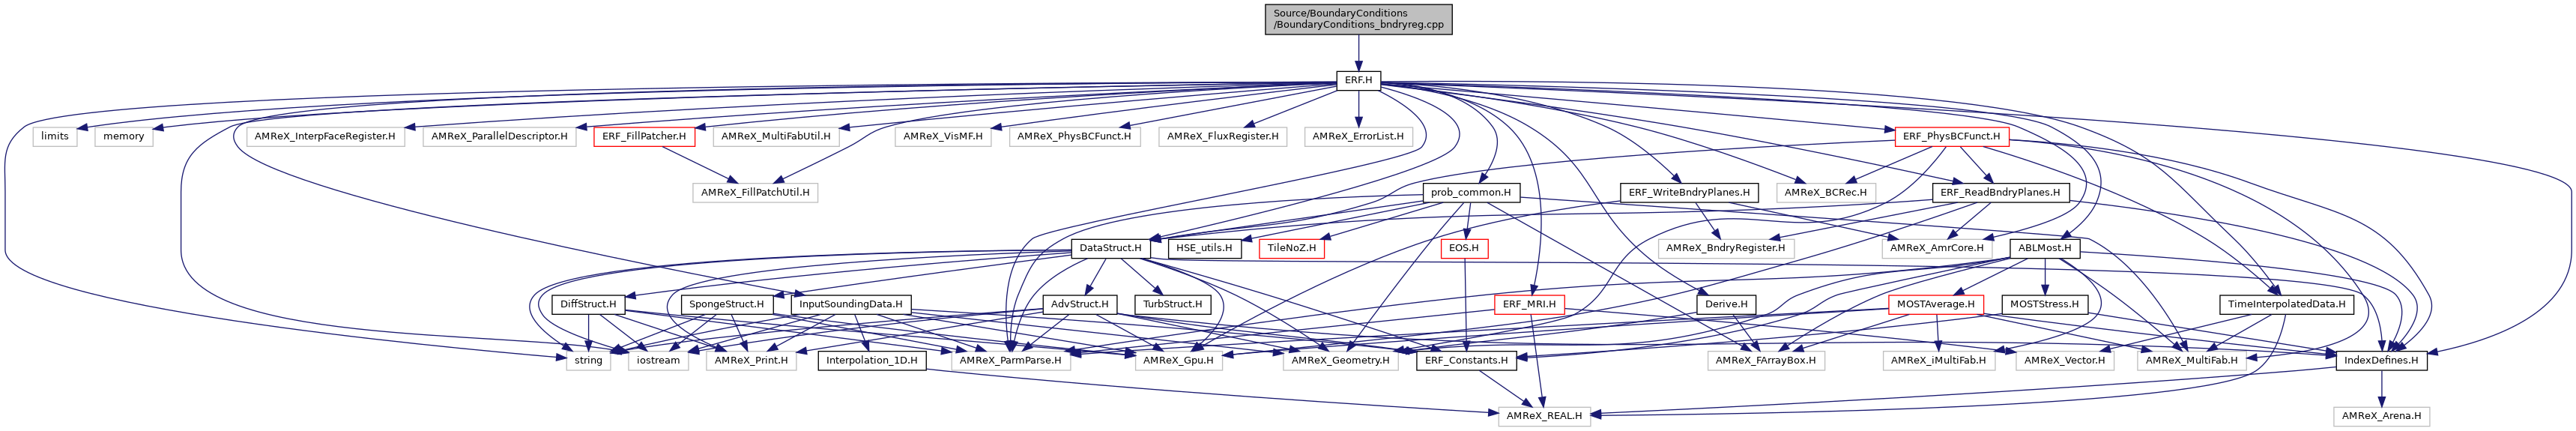 Source/BoundaryConditions
/BoundaryConditions_bndryreg.cpp
ERF.H
limits
memory
AMReX_InterpFaceRegister.H
AMReX_ParallelDescriptor.H
ERF_FillPatcher.H
AMReX_MultiFabUtil.H
AMReX_VisMF.H
AMReX_PhysBCFunct.H
AMReX_FluxRegister.H
AMReX_ErrorList.H
ERF_PhysBCFunct.H
AMReX_FillPatchUtil.H
prob_common.H
ERF_WriteBndryPlanes.H
AMReX_BCRec.H
ERF_ReadBndryPlanes.H
DataStruct.H
HSE_utils.H
TileNoZ.H
EOS.H
AMReX_BndryRegister.H
AMReX_AmrCore.H
ABLMost.H
DiffStruct.H
SpongeStruct.H
InputSoundingData.H
AdvStruct.H
TurbStruct.H
ERF_MRI.H
Derive.H
MOSTAverage.H
MOSTStress.H
TimeInterpolatedData.H
string
iostream
AMReX_Print.H
Interpolation_1D.H
AMReX_ParmParse.H
AMReX_Gpu.H
AMReX_Geometry.H
ERF_Constants.H
AMReX_FArrayBox.H
AMReX_iMultiFab.H
AMReX_Vector.H
AMReX_MultiFab.H
IndexDefines.H
AMReX_REAL.H
AMReX_Arena.H